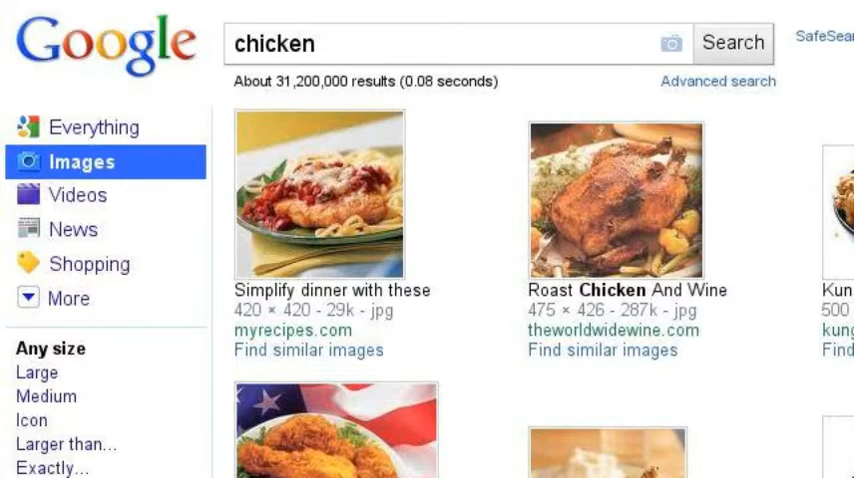 Google
chicken
Search
SafeSear
About 31,200,000 results (0.08 seconds)
Advanced search
Everything
Images
Videos
News
Shopping
More
Any size
Large
Medium
Icon
Larger than...
Exactly...
Simplify dinner with these
420 × 420 - 29k - jpg
myrecipes.com
Find similar images
Roast Chicken And Wine
475 × 426 - 287k - jpg
theworldwidewine.com
Find similar images
Kun
500
kung
Find